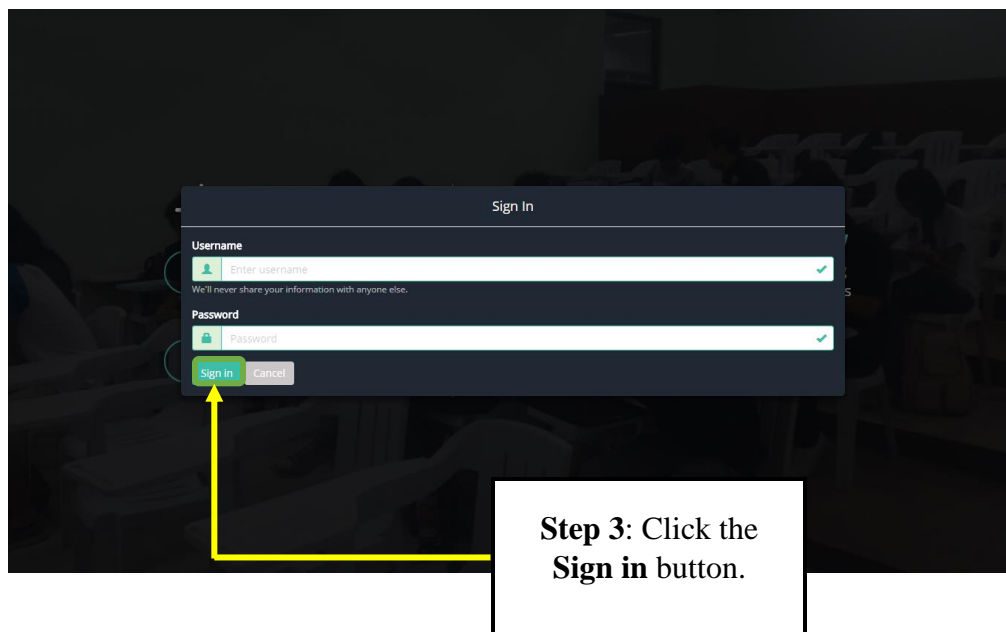 Sign In
Username
Enter username
We'll never share your information with anyone else.
Password
Password
Sign in Cancel
Step 3: Click the
Sign in button.